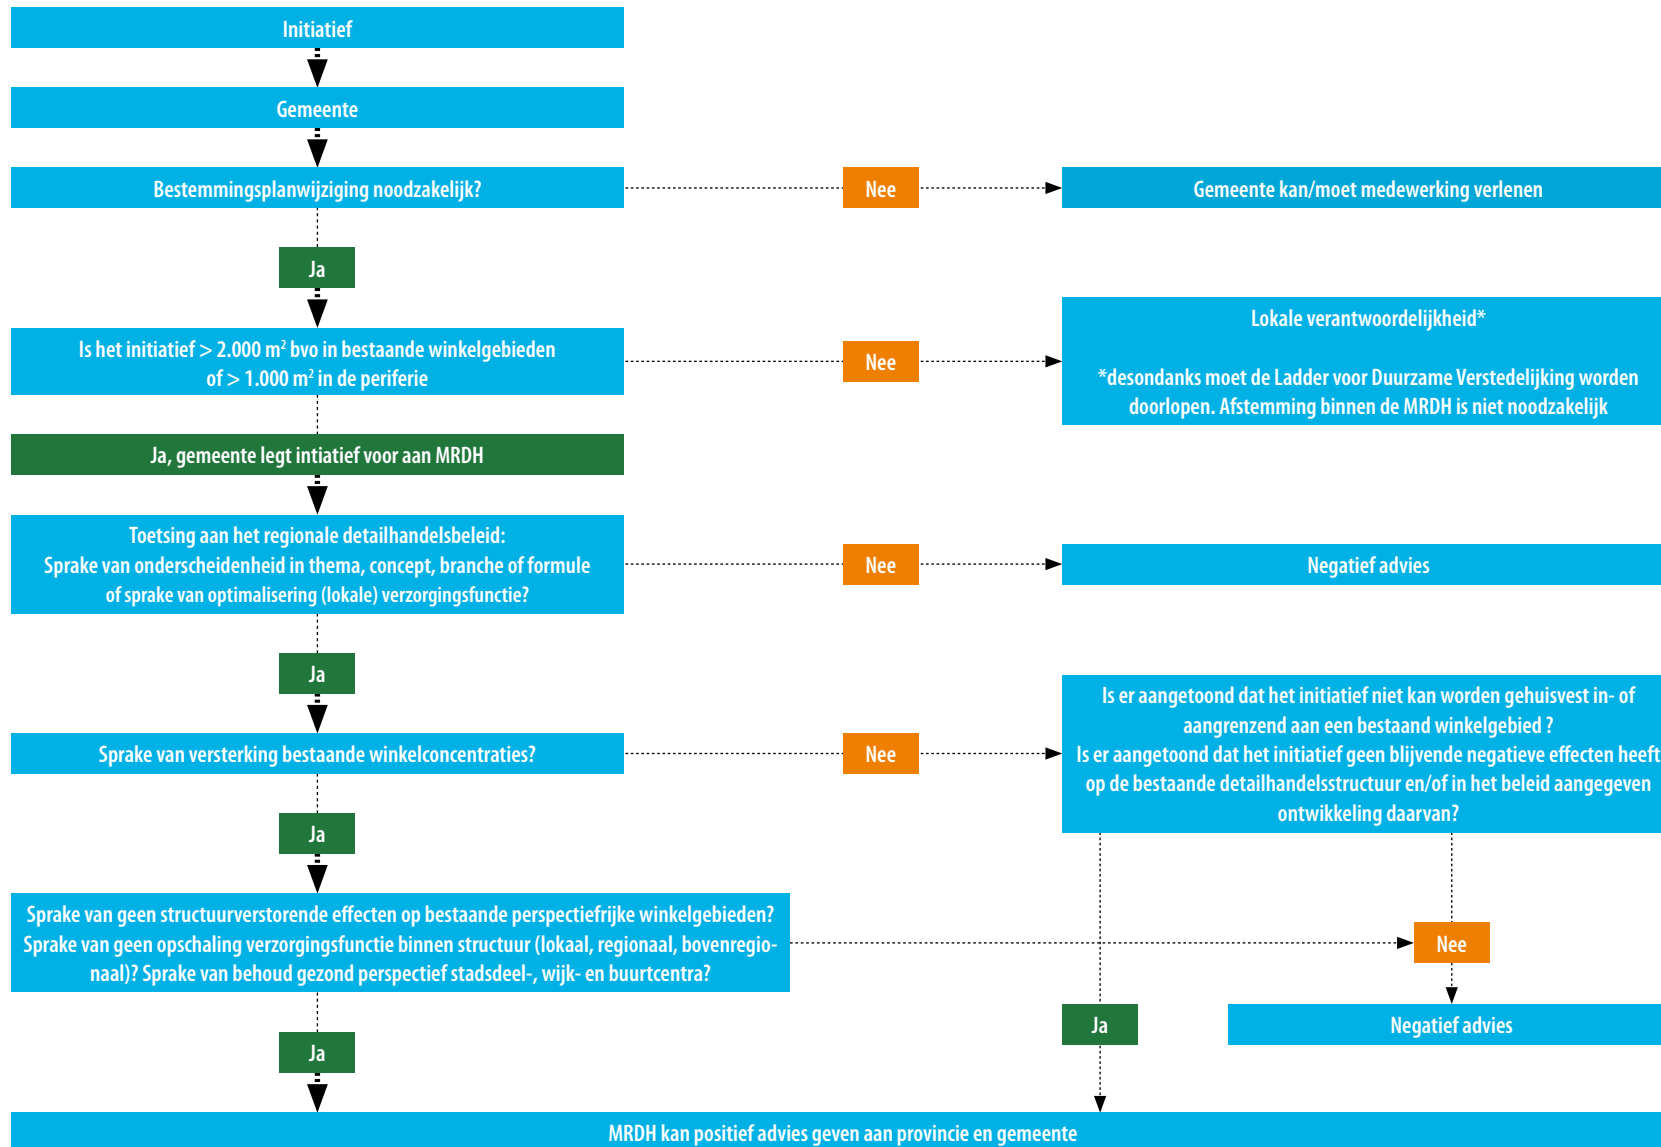 Initiatief
Gemeente
Bestemmingsplanwijziging noodzakelijk?
Nee
Gemeente kan/moet medewerking verlenen
Ja
Is het initiatief > 2.000 m² bvo in bestaande winkelgebieden
of > 1.000 m² in de periferie
Nee
Lokale verantwoordelijkheid*
*desondanks moet de Ladder voor Duurzame Verstedelijking worden
doorlopen. Afstemming binnen de MRDH is niet noodzakelijk
Ja, gemeente legt intiatief voor aan MRDH
Toetsing aan het regionale detailhandelsbeleid:
Sprake van onderscheidenheid in thema, concept, branche of formule
of sprake van optimalisering (lokale) verzorgingsfunctie?
Nee
Negatief advies
Ja
Sprake van versterking bestaande winkelconcentraties?
Nee
Is er aangetoond dat het initiatief niet kan worden gehuisvest in- of
aangrenzend aan een bestaand winkelgebied ?
Is er aangetoond dat het initiatief geen blijvende negatieve effecten heeft
op de bestaande detailhandelsstructuur en/of in het beleid aangegeven
ontwikkeling daarvan?
Ja
Sprake van geen structuurverstorende effecten op bestaande perspectiefrijke winkelgebieden?
Sprake van geen opschaling verzorgingsfunctie binnen structuur (lokaal, regionaal, bovenregio-
naal)? Sprake van behoud gezond perspectief stadsdeel-, wijk- en buurtcentra?
Nee
Ja
Negatief advies
Ja
MRDH kan positief advies geven aan provincie en gemeente